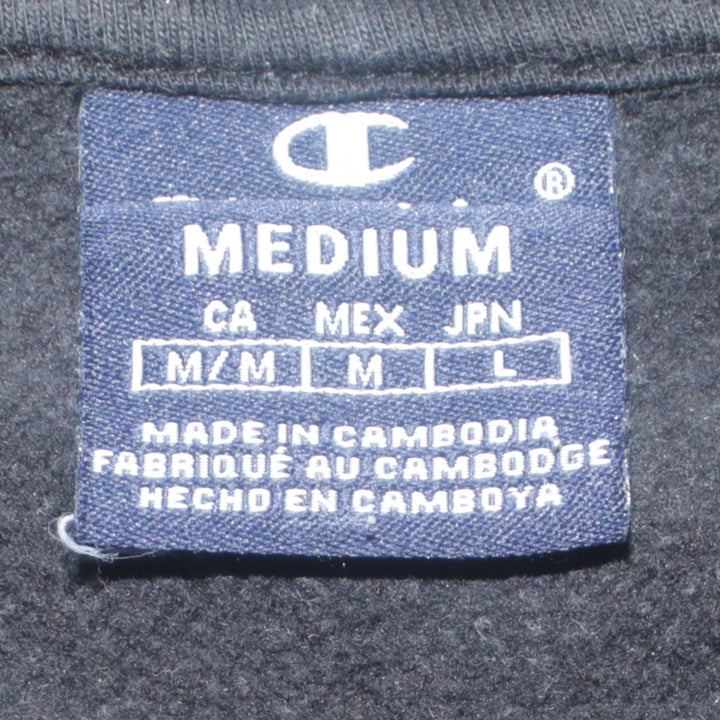 ®
MEDIUM
CA MEX JPN
M/M M L
MADE IN CAMBODIA
FABRIQUÉ AU CAMBODGE
HECHO EN CAMBOYA